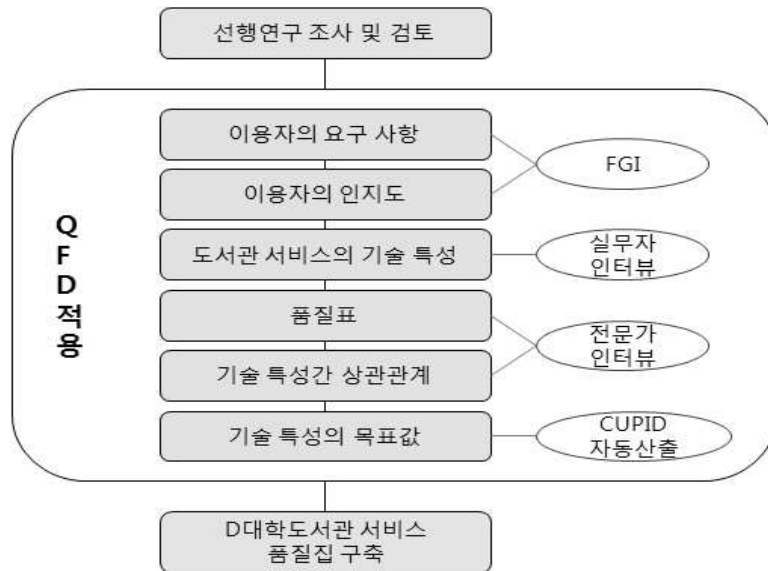 선행연구 조사 및 검토
이용자의 요구 사항
FGI
이용자의 인지도
QFD적용
도서관 서비스의 기술 특성
실무자
인터뷰
품질표
전문가
인터뷰
기술 특성간 상관관계
기술 특성의 목표값
CUPID
자동산출
D대학도서관 서비스
품질집 구축